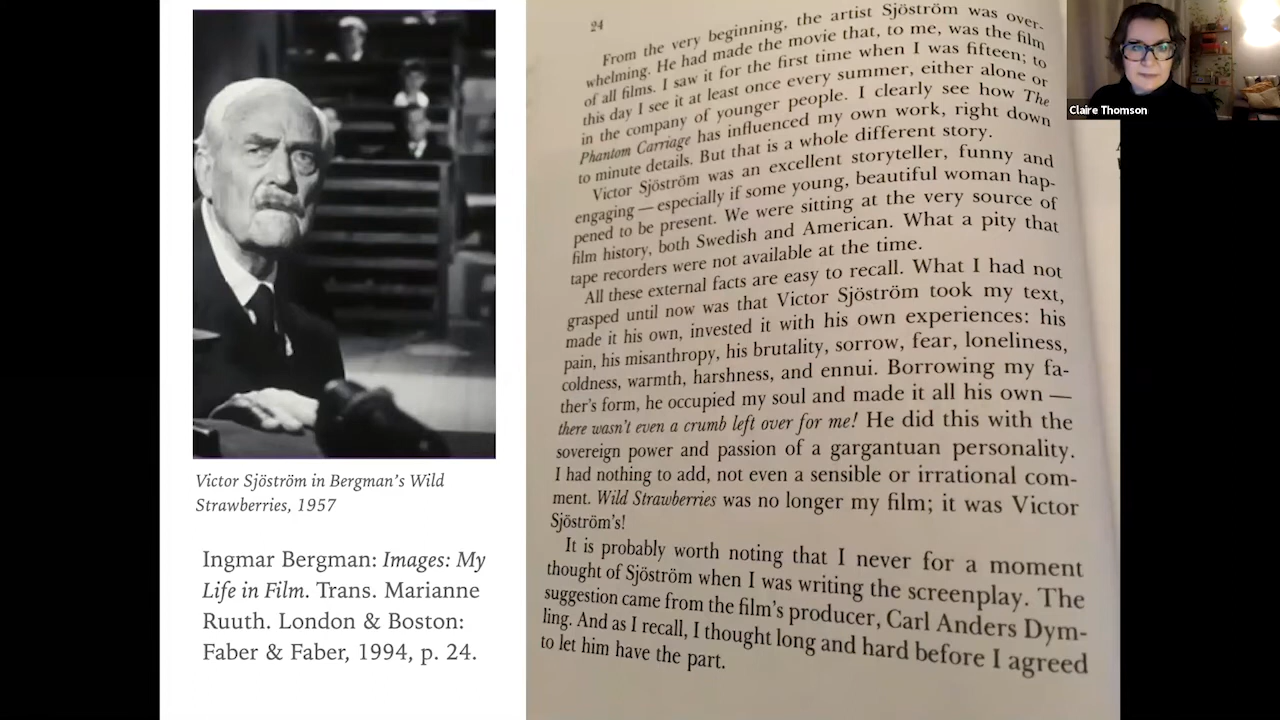 Victor Sjöström in Bergman's Wild
Strawberries, 1957
Ingmar Bergman: Images: My
Life in Film. Trans. Marianne
Ruuth. London & Boston:
Faber & Faber, 1994, p. 24.
24
From the very beginning, the artist Sjöström was over-
whelming. He had made the movie that, to me, was the film
of all films. I saw it for the first time when I was fifteen; to
this day I see it at least once every summer, either alone or
in the company of younger people. I clearly see how The
Phantom Carriage has influenced my own work, right down
to minute details. But that is a whole different story.
Victor Sjöström was an excellent storyteller, funny and
engaging — especially if some young, beautiful woman hap-
pened to be present. We were sitting at the very source of
film history, both Swedish and American. What a pity that
tape recorders were not available at the time.
All these external facts are easy to recall. What I had not
grasped until now was that Victor Sjöström took my text,
made it his own, invested it with his own experiences: his
pain, his misanthropy, his brutality, sorrow, fear, loneliness,
coldness, warmth, harshness, and ennui. Borrowing my fa-
ther's form, he occupied my soul and made it all his own —
there wasn't even a crumb left over for me! He did this with the
sovereign power and passion of a gargantuan personality.
I had nothing to add, not even a sensible or irrational com-
ment. Wild Strawberries was no longer my film; it was Victor
Sjöström's!
It is probably worth noting that I never for a moment
thought of Sjöström when I was writing the screenplay. The
suggestion came from the film's producer, Carl Anders Dym-
ling. And as I recall, I thought long and hard before I agreed
to let him have the part.
Claire Thomson